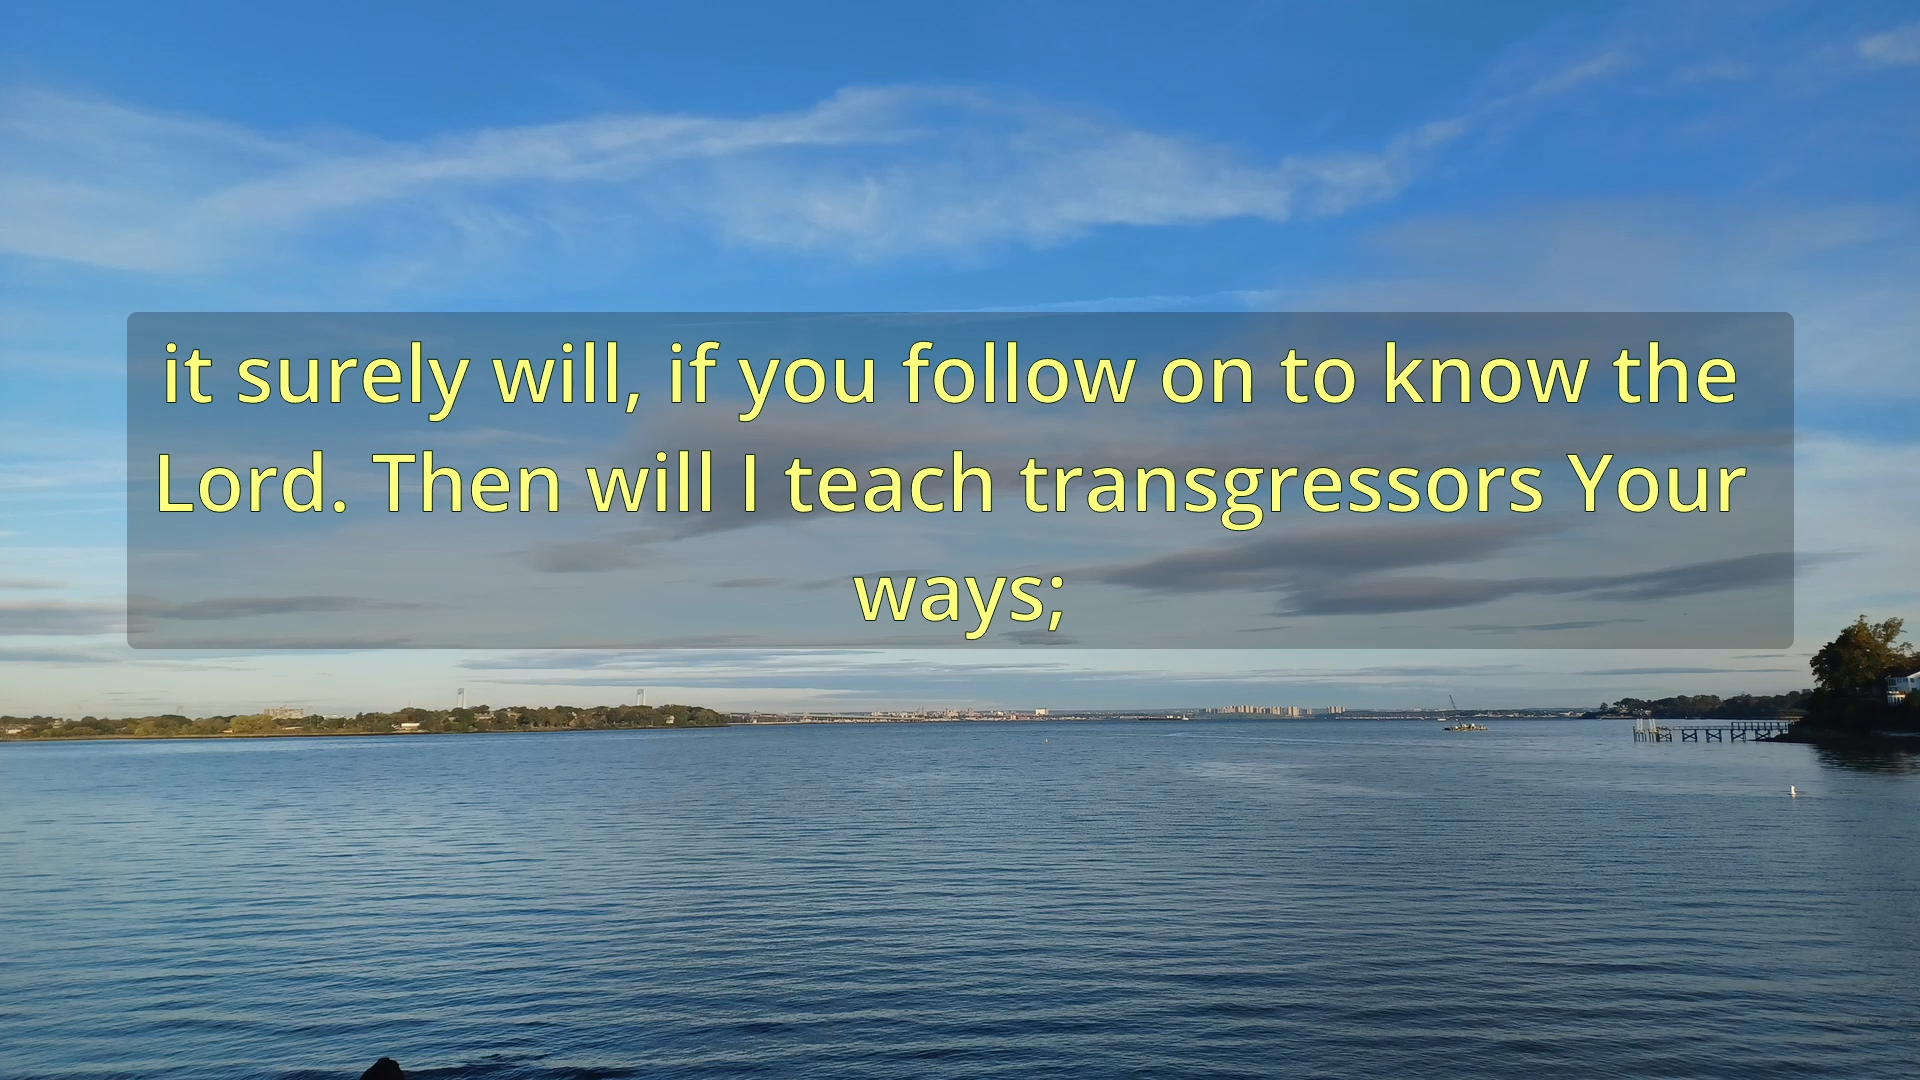 it surely will, if you follow on to know the
Lord. Then will I teach transgressors Your
ways;